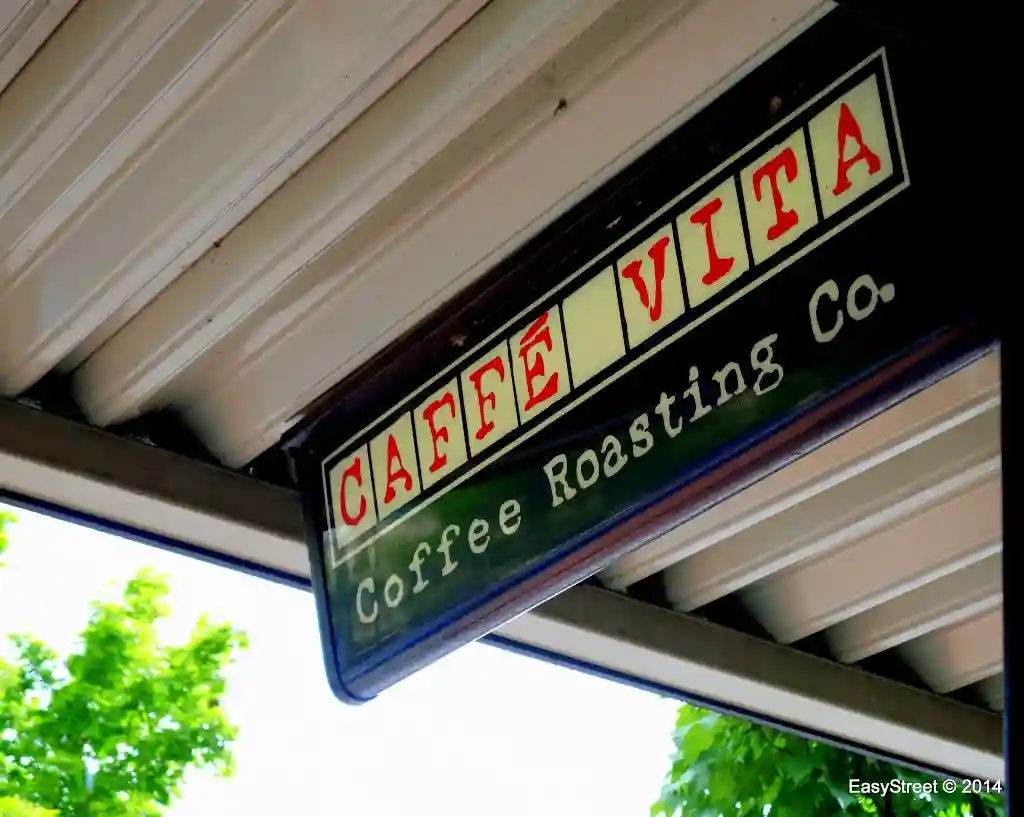 CAFFÉ VITA
Coffee Roasting Co.
EasyStreet © 2014